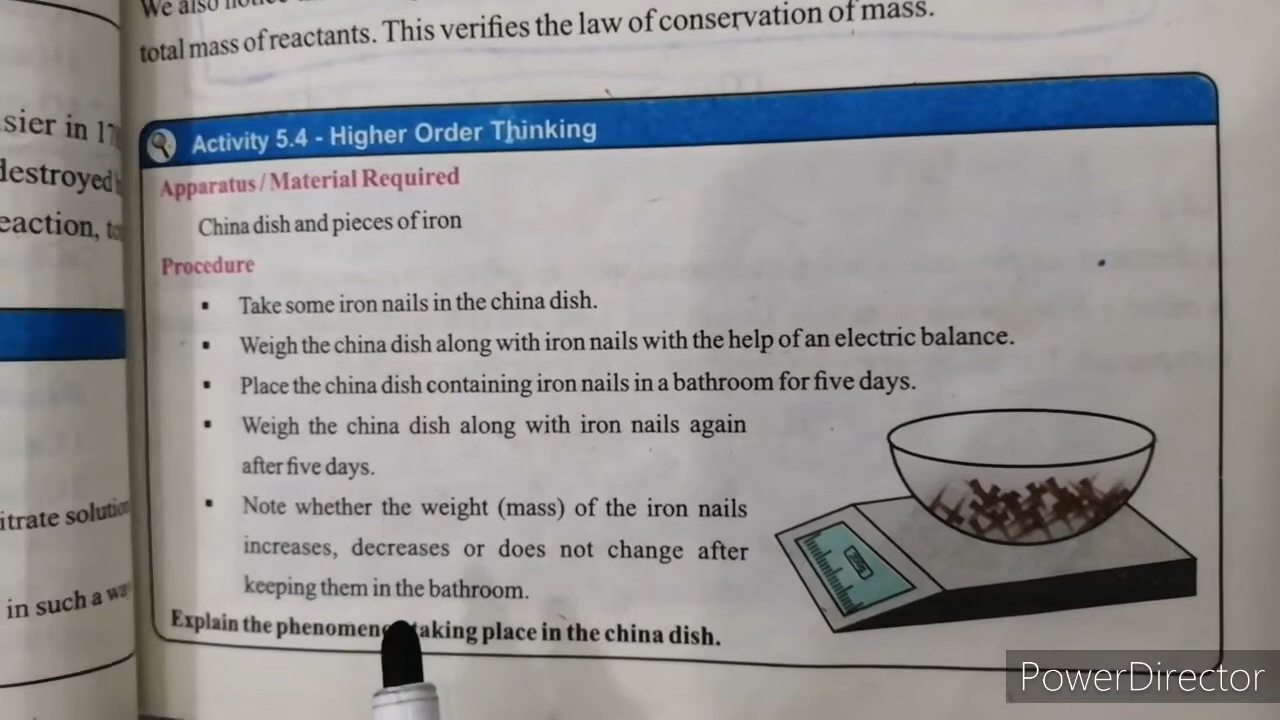 We also
total mass of reactants. This verifies the law of conservation of mass.
sier in
destroyed
eaction,
itrate solution
in such a
Activity 5.4 - Higher Order Thinking
Apparatus / Material Required
China dish and pieces of iron
Procedure
▪ Take some iron nails in the china dish.
▪ Weigh the china dish along with iron nails with the help of an electric balance.
▪ Place the china dish containing iron nails in a bathroom for five days.
▪ Weigh the china dish along with iron nails again
after five days.
▪ Note whether the weight (mass) of the iron nails
increases, decreases or does not change after
keeping them in the bathroom.
Explain the phenomen taking place in the china dish.
PowerDirector